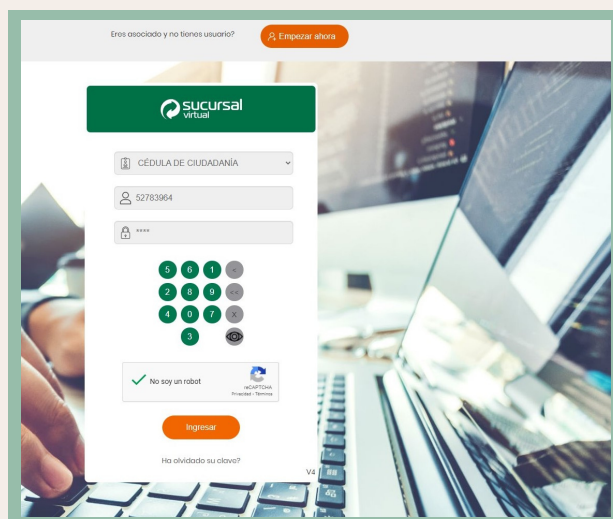 Eres asociado y no tienes usuario?
Empezar ahora
sucursal
virtual
CÉDULA DE CIUDADANÍA
52783964
****
5 6 1 <
2 8 9 <<
4 0 7 X
3
No soy un robot
reCAPTCHA
Privacidad - Términos
Ingresar
Ha olvidado su clave?
V4